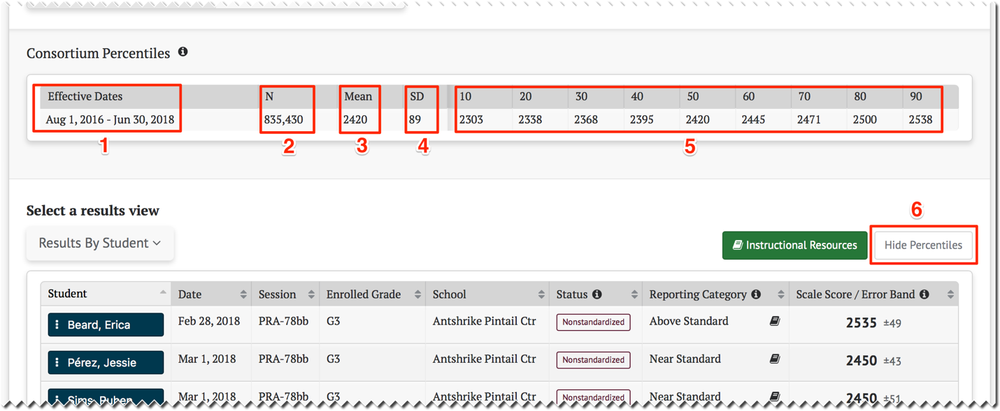 Consortium Percentiles
Effective Dates N Mean SD 10 20 30 40 50 60 70 80 90
Aug 1, 2016 - Jun 30, 2018 835,430 2420 89 2303 2338 2368 2395 2420 2445 2471 2500 2538
1 2 3 4 5
Select a results view
6
Results By Student Instructional Resources Hide Percentiles
Student Date Session Enrolled Grade School Status Reporting Category Scale Score / Error Band
Beard, Erica Feb 28, 2018 PRA-78bb G3 Antshrike Pintail Ctr Nonstandardized Above Standard 2535 ±49
Pérez, Jessie Mar 1, 2018 PRA-78bb G3 Antshrike Pintail Ctr Nonstandardized Near Standard 2450 ±43
Sims, Ruben Mar 1, 2018 PRA-78bb G3 Antshrike Pintail Ctr Nonstandardized Near Standard 2450 ±51